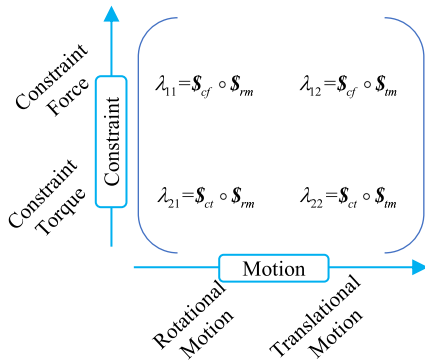 Constraint
Force
λ11=$cf∘$rm
λ12=$cf∘$tm
Constraint
Constraint
Torque
λ21=$ct∘$rm
λ22=$ct∘$tm
Motion
Rotational
Motion
Translational
Motion